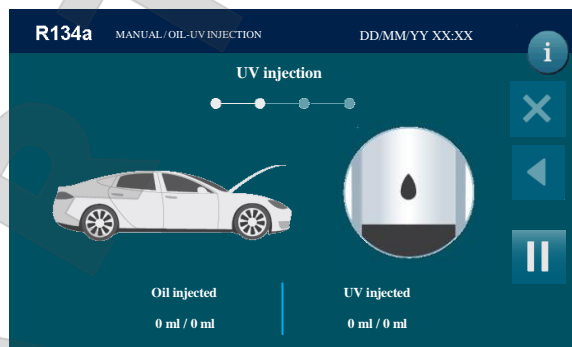 R134a MANUAL / OIL-UV INJECTION DD/MM/YY XX:XX
i
UV injection
Oil injected UV injected
0 ml / 0 ml 0 ml / 0 ml